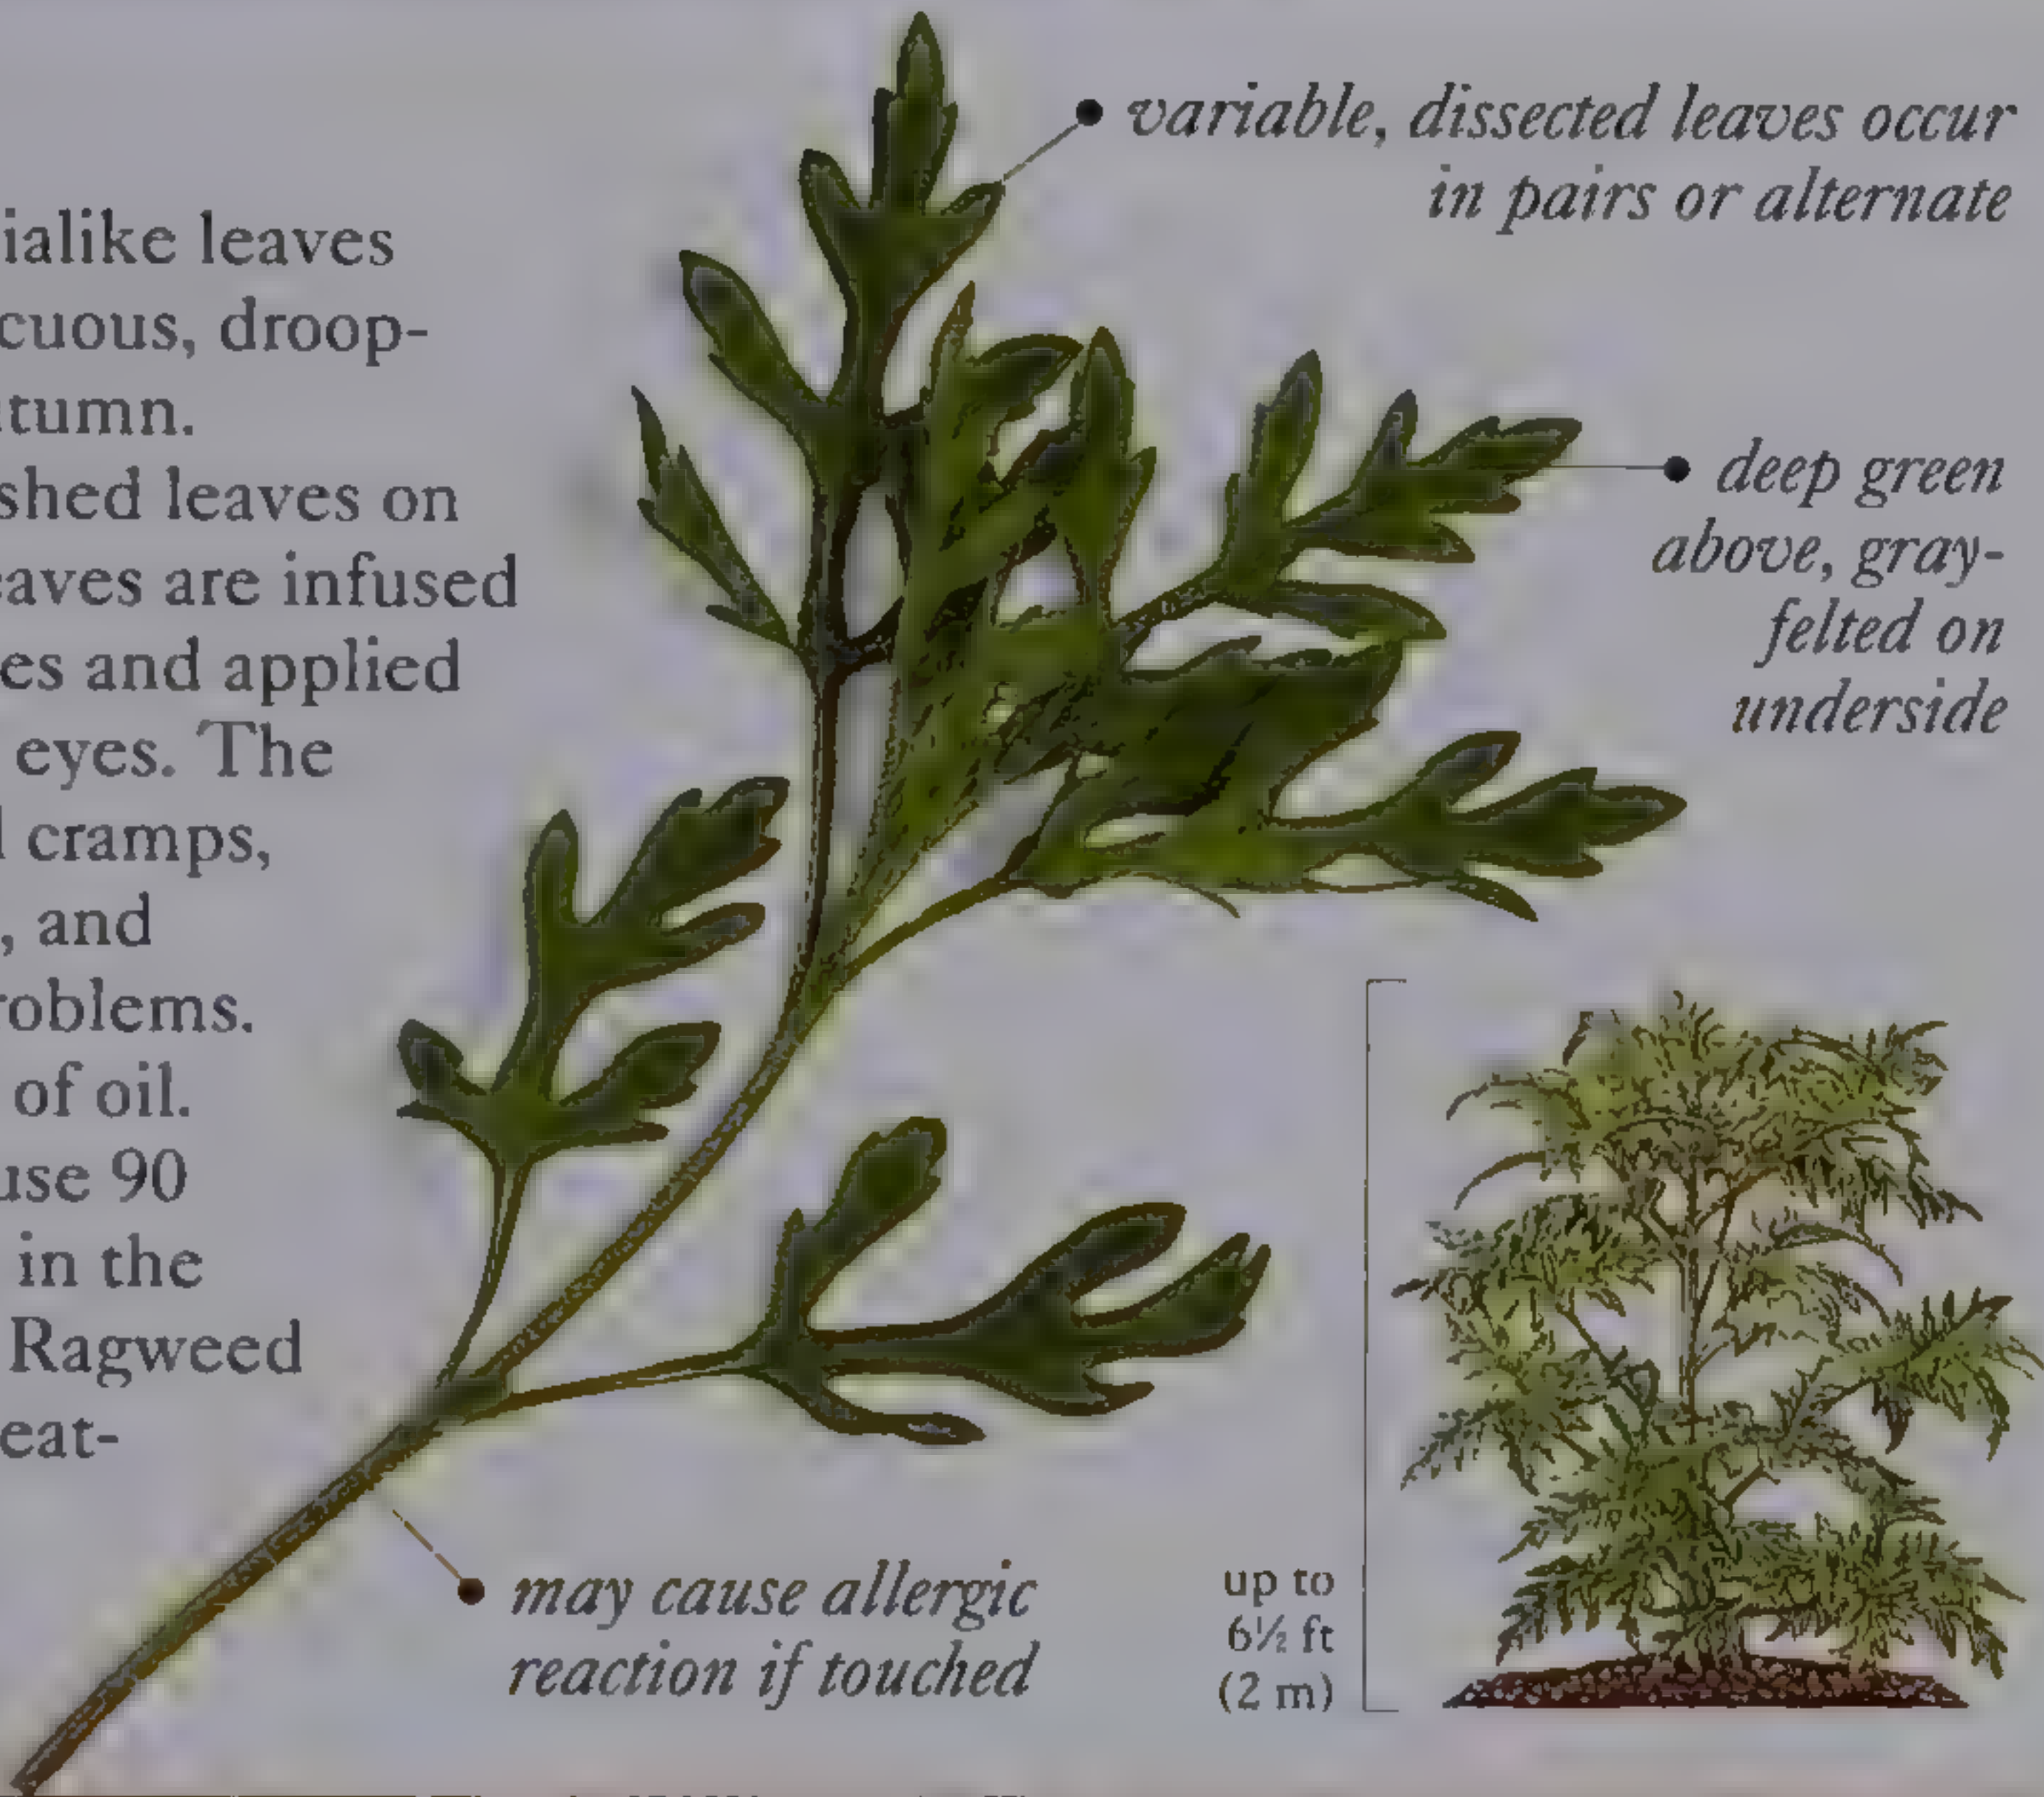 ialike leaves
cuous, droop-
tumn.
shed leaves on
eaves are infused
es and applied
eyes. The
cramps,
, and
roblems.
of oil.
use 90
in the
Ragweed
eat-
variable, dissected leaves occur
in pairs or alternate
deep green
above, gray-
felted on
underside
may cause allergic
reaction if touched
up to
6½ ft
(2 m)